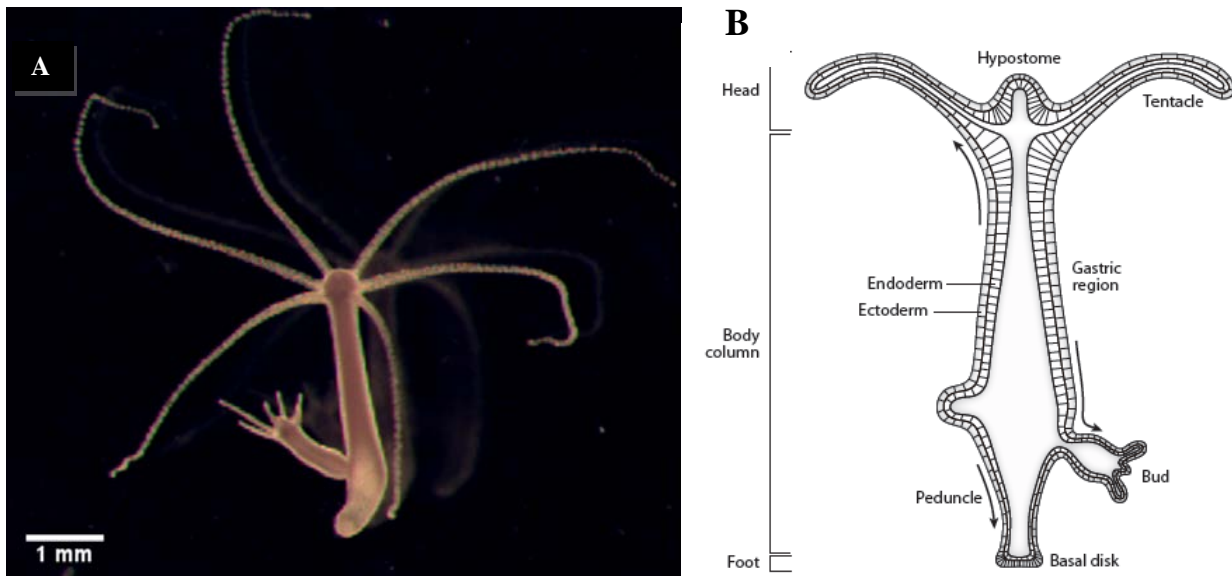 A
1 mm
B
Hypostome
Head
Tentacle
Endoderm
Ectoderm
Gastric
region
Body
column
Peduncle
Bud
Foot
Basal disk